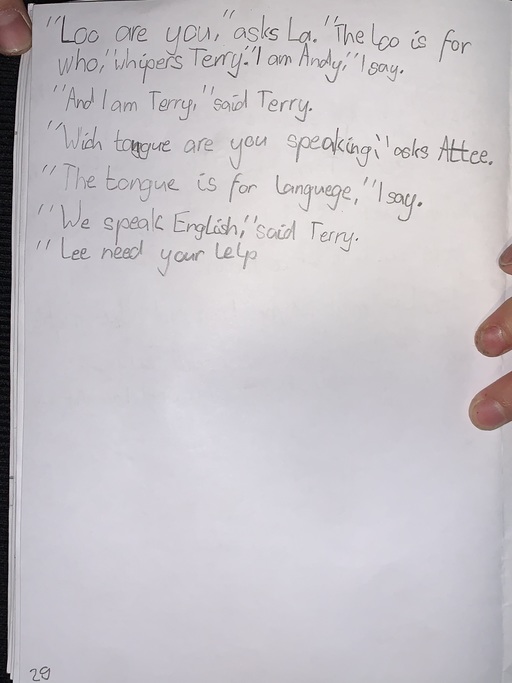 "Loo are you," asks La. "The Loo is for
who," whipers Terry. "I am Andy," I say.
"And I am Terry," said Terry.
"Wich tongue are you speaking," asks Attee.
"The tongue is for languege," I say.
"We speak English," said Terry.
"Lee need your Lelp
29